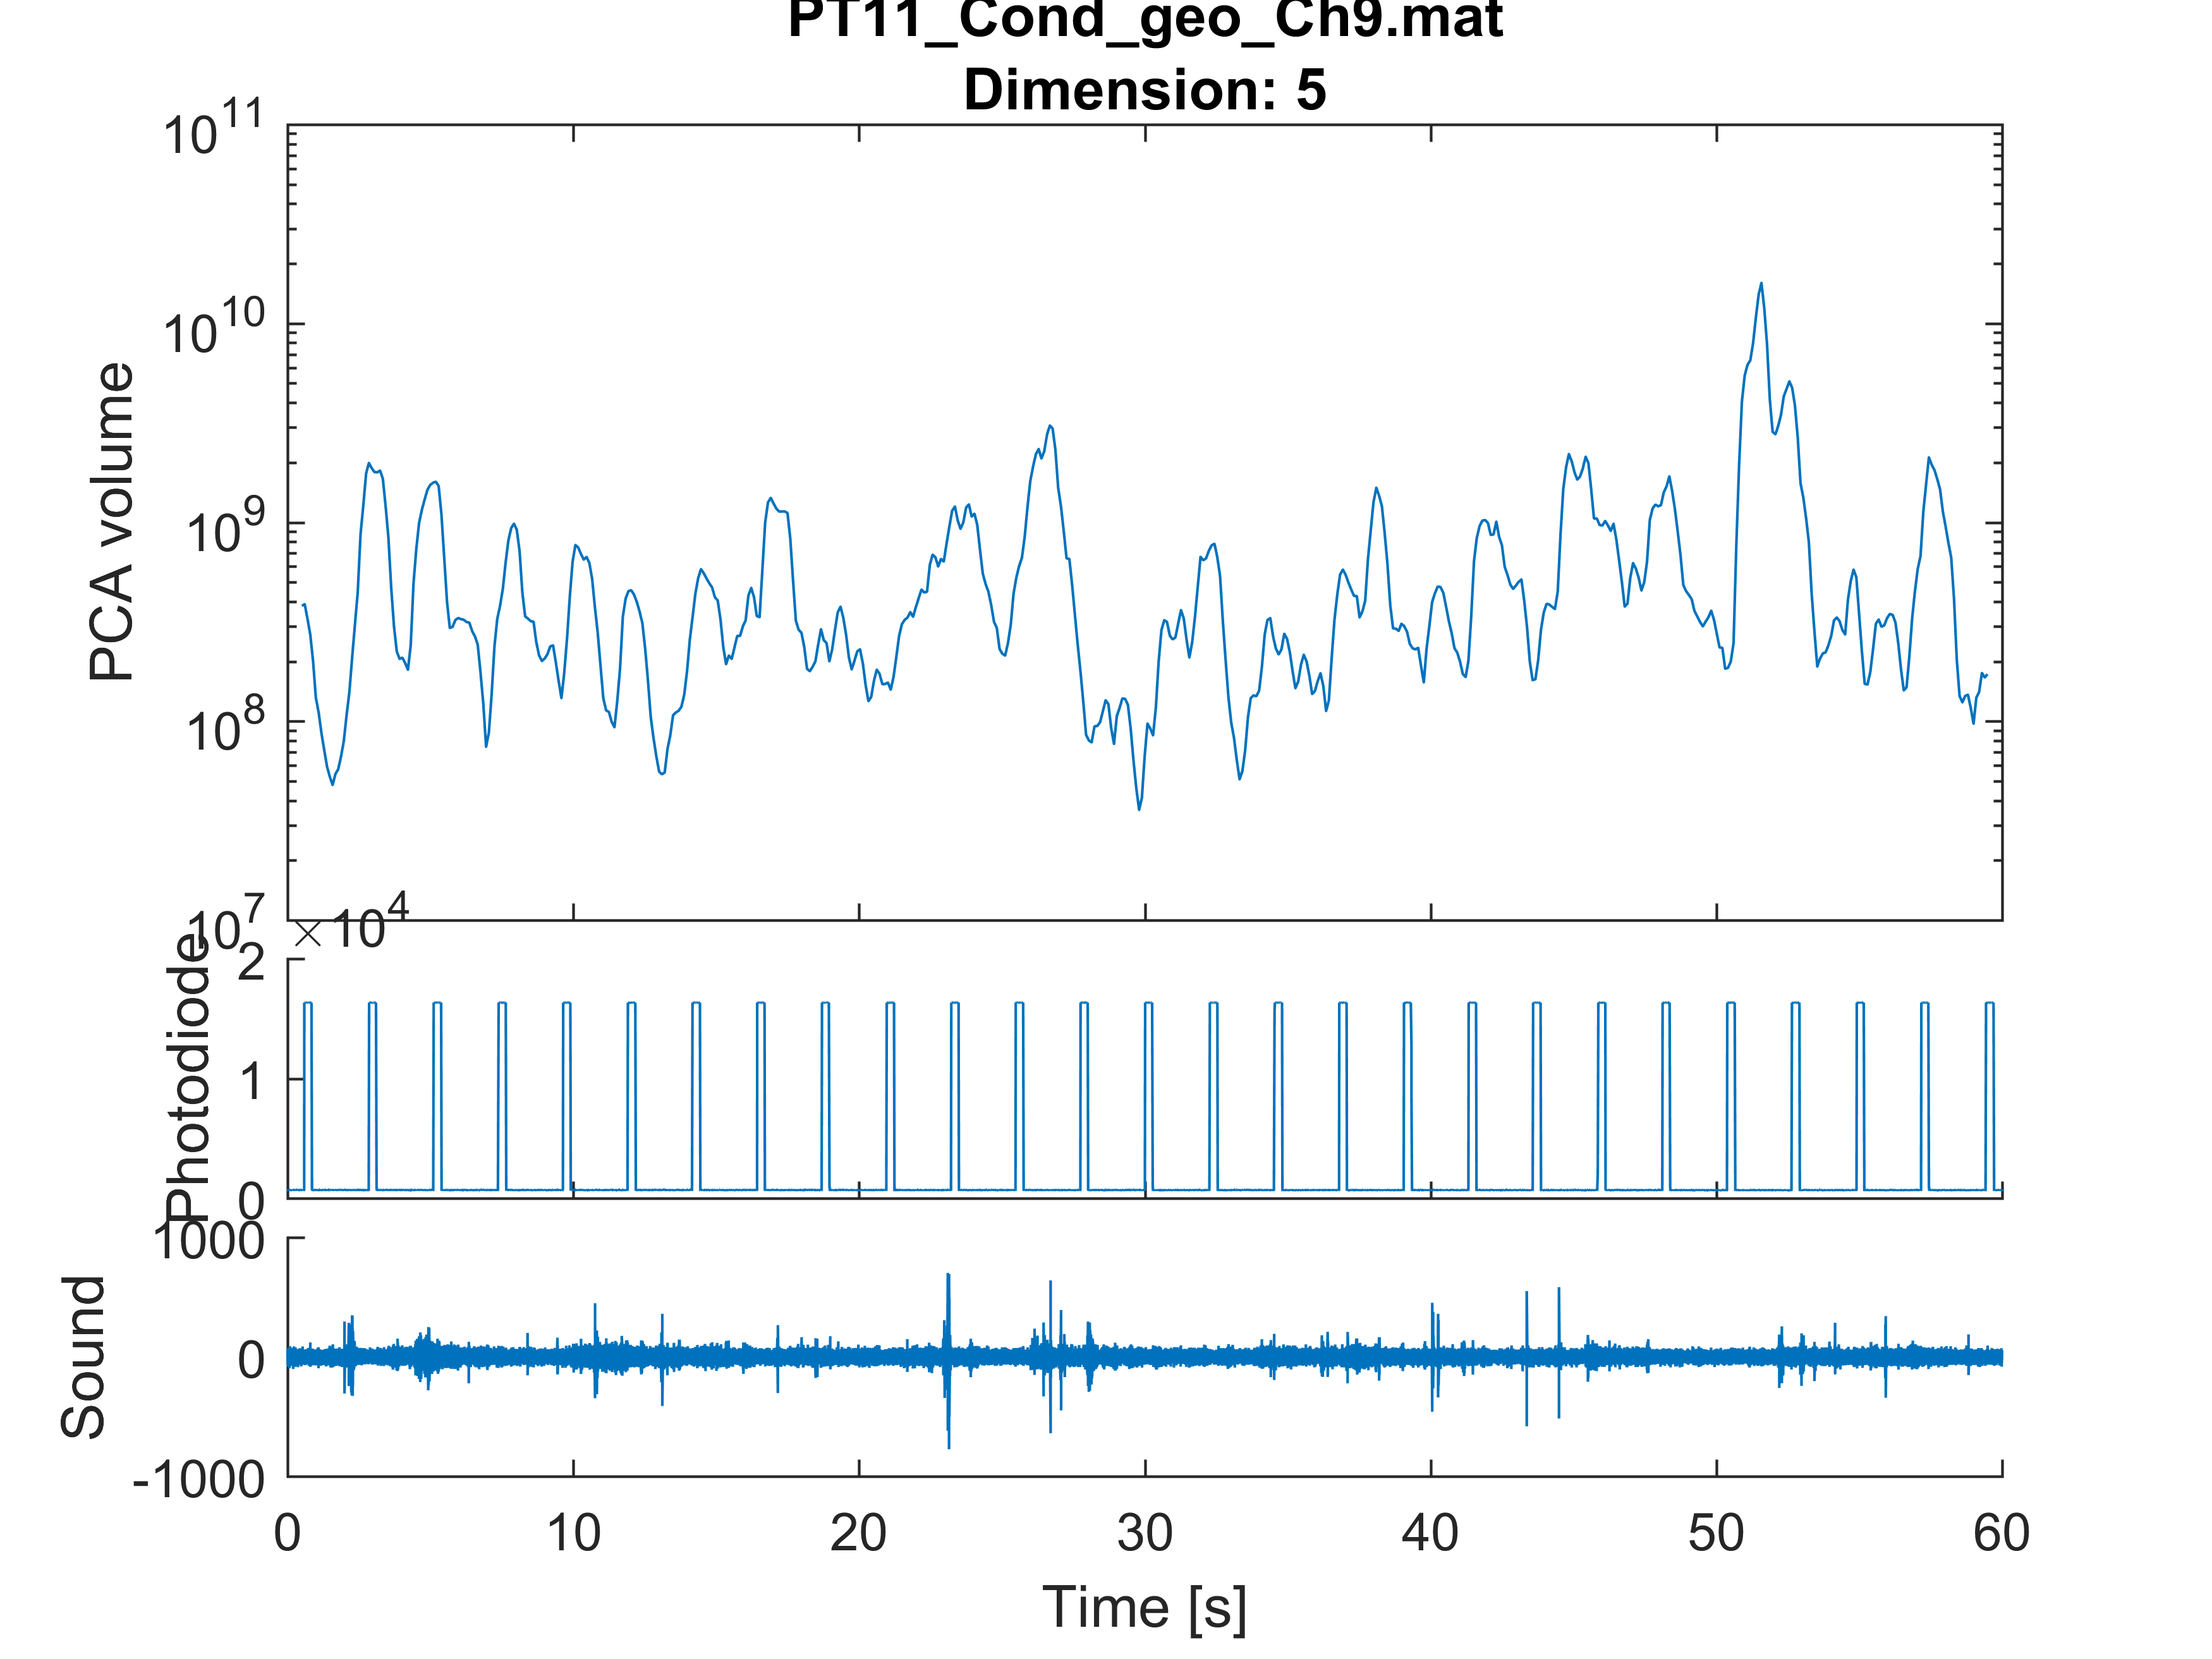 PT11_Cond_geo_Ch9.mat
Dimension: 5
PCA volume
10^11
10^10
10^9
10^8
10^7
× 10^4
Photodiode
2
1
0
Sound
1000
0
-1000
0 10 20 30 40 50 60
Time [s]